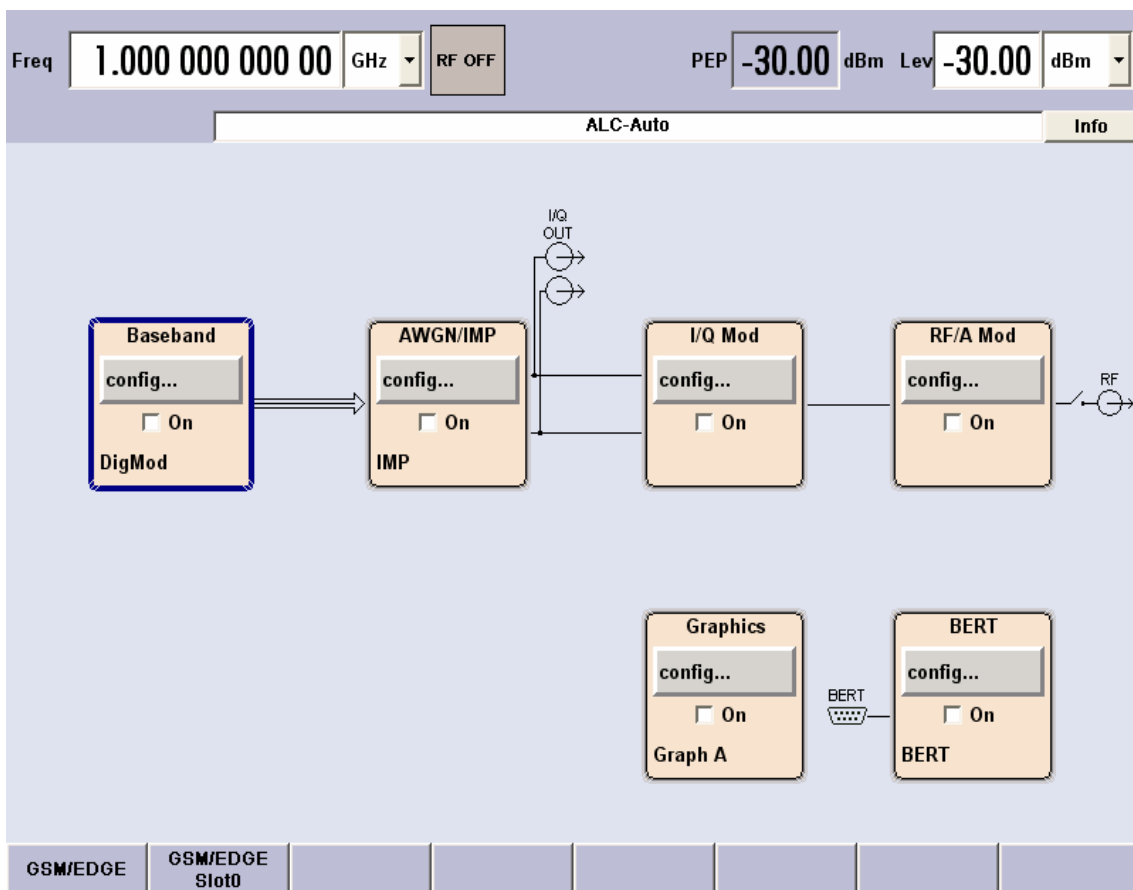 Freq 1.000 000 000 00 GHz RF OFF PEP -30.00 dBm Lev -30.00 dBm
ALC-Auto Info
I/Q
OUT
Baseband
config...
On
DigMod
AWGN/IMP
config...
On
IMP
I/Q Mod
config...
On
RF/A Mod
config...
On
RF
Graphics
config...
On
Graph A
BERT
BERT
config...
On
BERT
GSM/EDGE
GSM/EDGE
Slot0